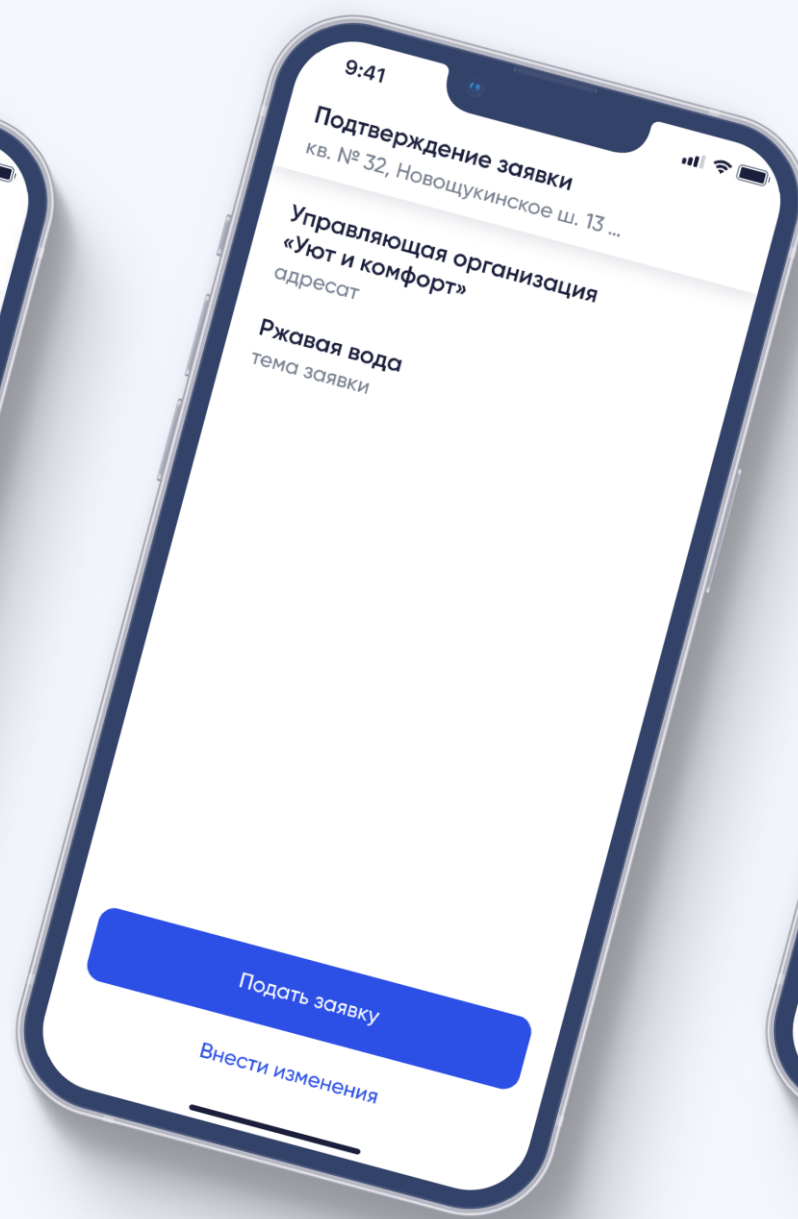 9:41
Подтверждение заявки
кв. № 32, Новощукинское ш. 13 ...
Управляющая организация
«Уют и комфорт»
адресат
Ржавая вода
тема заявки
Подать заявку
Внести изменения